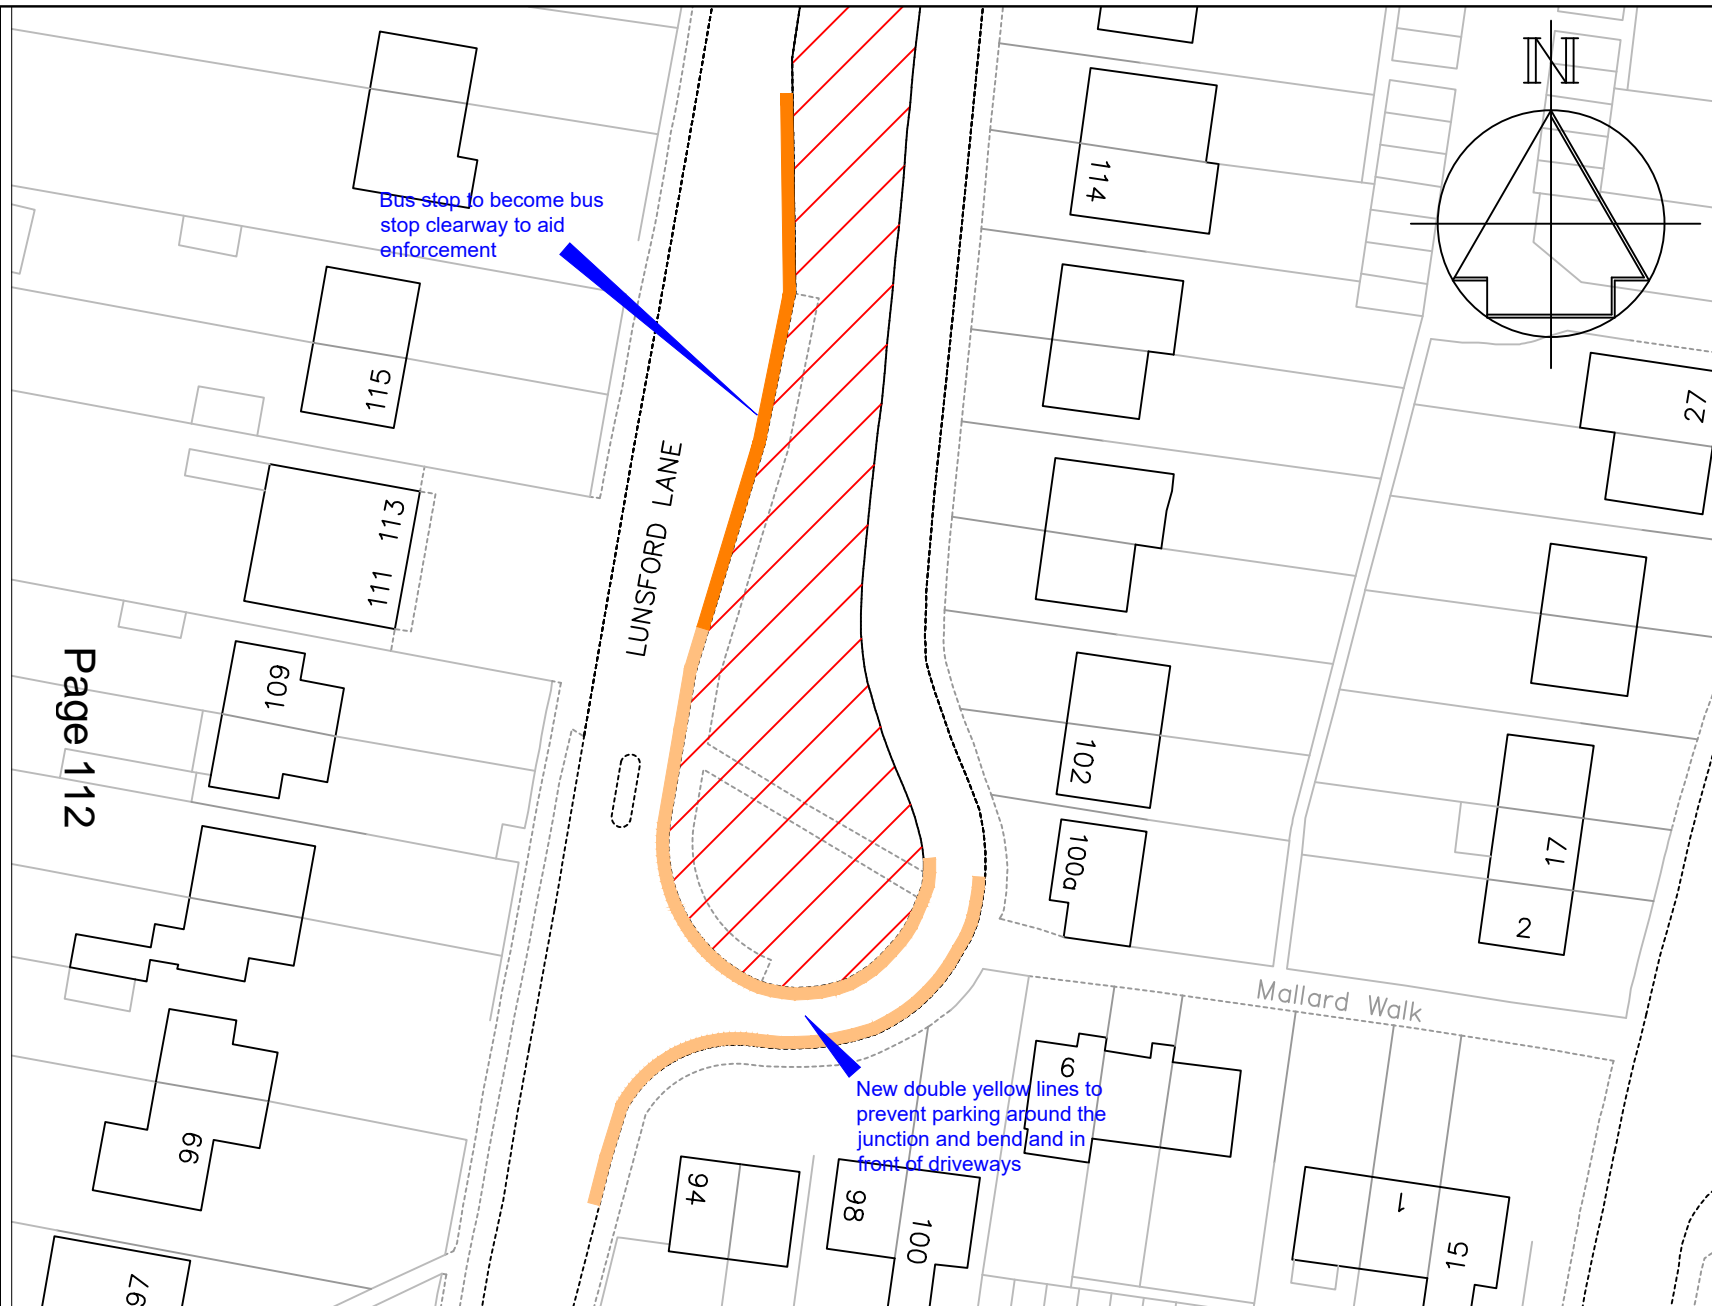 N
Bus stop to become bus
stop clearway to aid
enforcement
114
115
27
113
111
LUNSFORD LANE
109
102
100a
17
2
Page 112
Mallard Walk
9
New double yellow lines to
prevent parking around the
junction and bend and in
front of driveways
99
94
98
100
1
15
97